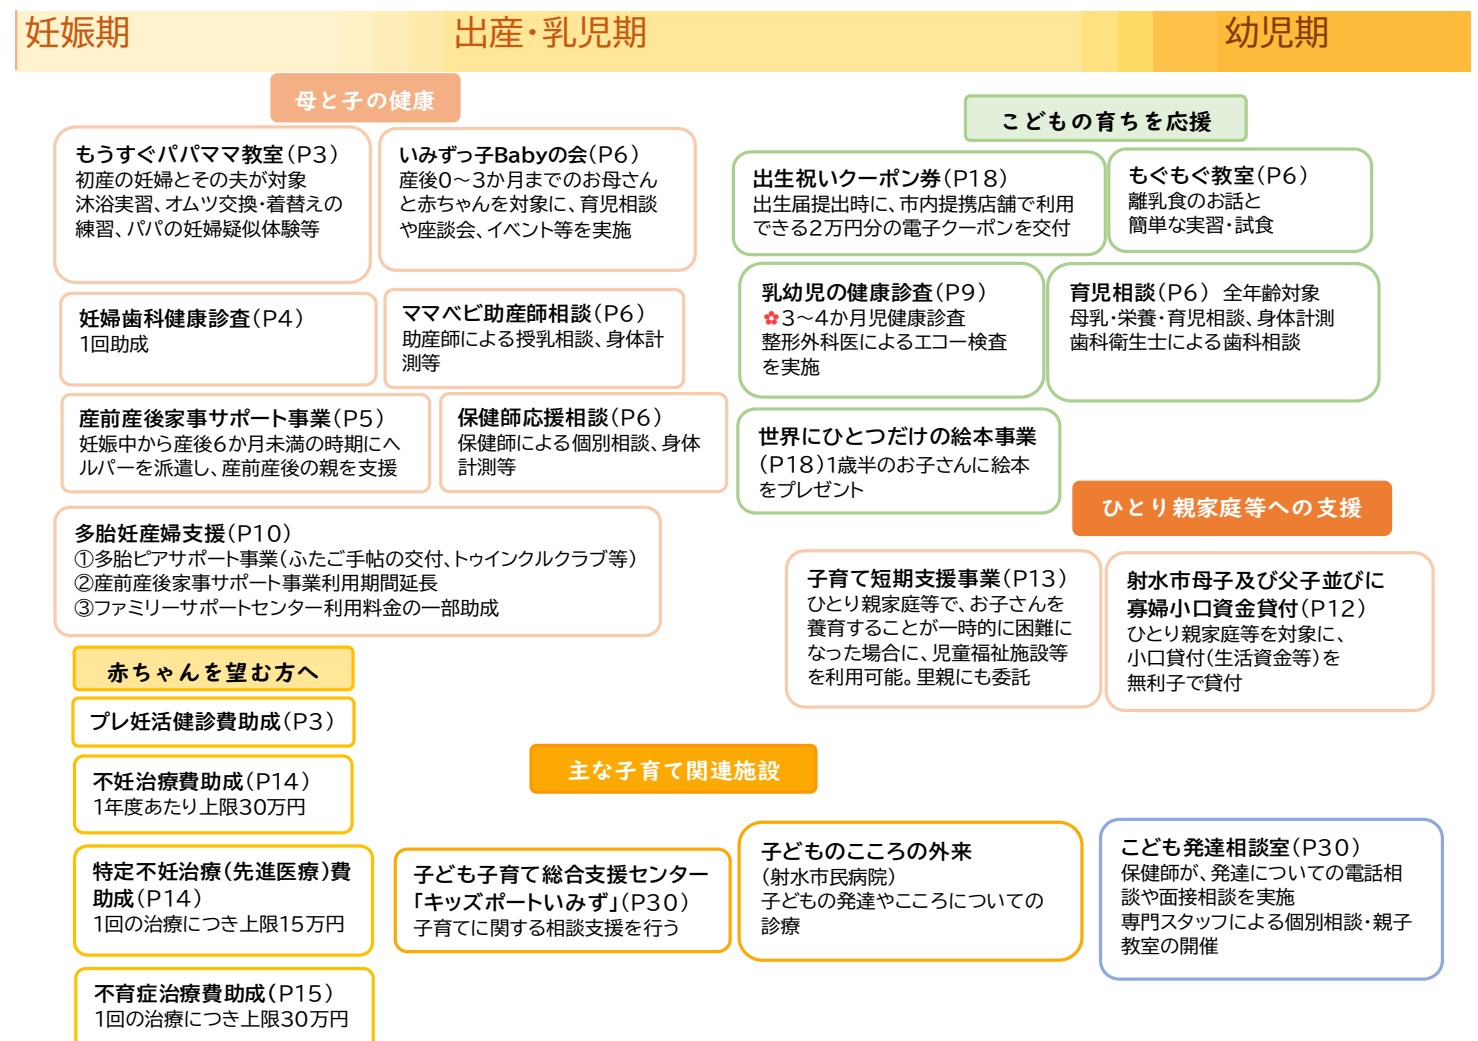 妊娠期
出産・乳児期
幼児期
母と子の健康
もうすぐパパママ教室(P3)
初産の妊婦とその夫が対象
沐浴実習、オムツ交換・着替えの
練習、パパの妊婦疑似体験等
いみずっ子Babyの会(P6)
産後0～3か月までのお母さん
と赤ちゃんを対象に、育児相談
や座談会、イベント等を実施
妊婦歯科健康診査(P4)
1回助成
ママベビ助産師相談(P6)
助産師による授乳相談、身体計
測等
産前産後家事サポート事業(P5)
妊娠中から産後6か月未満の時期にヘ
ルパーを派遣し、産前産後の親を支援
保健師応援相談(P6)
保健師による個別相談、身体
計測等
多胎妊産婦支援(P10)
①多胎ピアサポート事業(ふたご手帖の交付、トゥインクルクラブ等)
②産前産後家事サポート事業利用期間延長
③ファミリーサポートセンター利用料金の一部助成
こどもの育ちを応援
出生祝いクーポン券(P18)
出生届提出時に、市内提携店舗で利用
できる2万円分の電子クーポンを交付
もぐもぐ教室(P6)
離乳食のお話と
簡単な実習・試食
乳幼児の健康診査(P9)
✿3～4か月児健康診査
整形外科医によるエコー検査
を実施
育児相談(P6) 全年齢対象
母乳・栄養・育児相談、身体計測
歯科衛生士による歯科相談
世界にひとつだけの絵本事業
(P18)1歳半のお子さんに絵本
をプレゼント
ひとり親家庭等への支援
子育て短期支援事業(P13)
ひとり親家庭等で、お子さんを
養育することが一時的に困難に
なった場合に、児童福祉施設等
を利用可能。里親にも委託
射水市母子及び父子並びに
寡婦小口資金貸付(P12)
ひとり親家庭等を対象に、
小口貸付(生活資金等)を
無利子で貸付
赤ちゃんを望む方へ
プレ妊活健診費助成(P3)
不妊治療費助成(P14)
1年度あたり上限30万円
特定不妊治療(先進医療)費
助成(P14)
1回の治療につき上限15万円
不育症治療費助成(P15)
1回の治療につき上限30万円
主な子育て関連施設
子ども子育て総合支援センター
「キッズポートいみず」(P30)
子育てに関する相談支援を行う
子どものこころの外来
(射水市民病院)
子どもの発達やこころについての
診療
こども発達相談室(P30)
保健師が、発達についての電話相
談や面接相談を実施
専門スタッフによる個別相談・親子
教室の開催